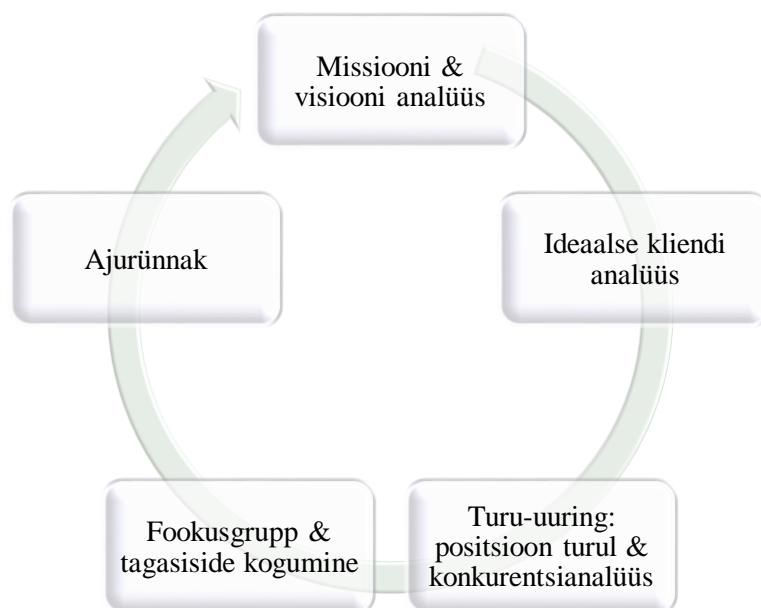 Missiooni &
visiooni analüüs
Ideaalse kliendi
analüüs
Turu-uuring:
positsioon turul &
konkurentsianalüüs
Fookusgrupp &
tagasiside kogumine
Ajurünnak